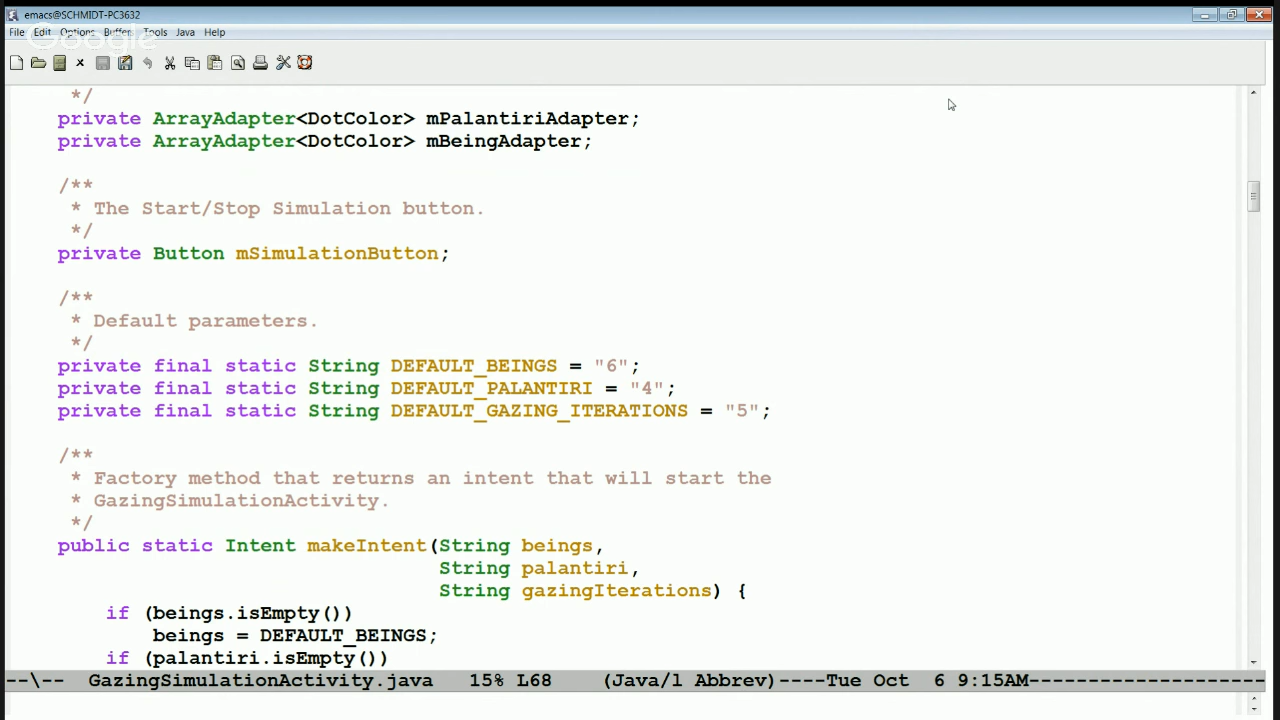 emacs@SCHMIDT-PC3632
File Edit Options Buffer Tools Java Help
Google
*/
private ArrayAdapter<DotColor> mPalantiriAdapter;
private ArrayAdapter<DotColor> mBeingAdapter;
/**
* The Start/Stop Simulation button.
*/
private Button mSimulationButton;
/**
* Default parameters.
*/
private final static String DEFAULT_BEINGS = "6";
private final static String DEFAULT_PALANTIRI = "4";
private final static String DEFAULT_GAZING_ITERATIONS = "5";
/**
* Factory method that returns an intent that will start the
* GazingSimulationActivity.
*/
public static Intent makeIntent(String beings,
String palantiri,
String gazingIterations) {
if (beings.isEmpty())
beings = DEFAULT_BEINGS;
if (palantiri.isEmpty())
--\-- GazingSimulationActivity.java 15% L68 (Java/l Abbrev)----Tue Oct 6 9:15AM--------------------